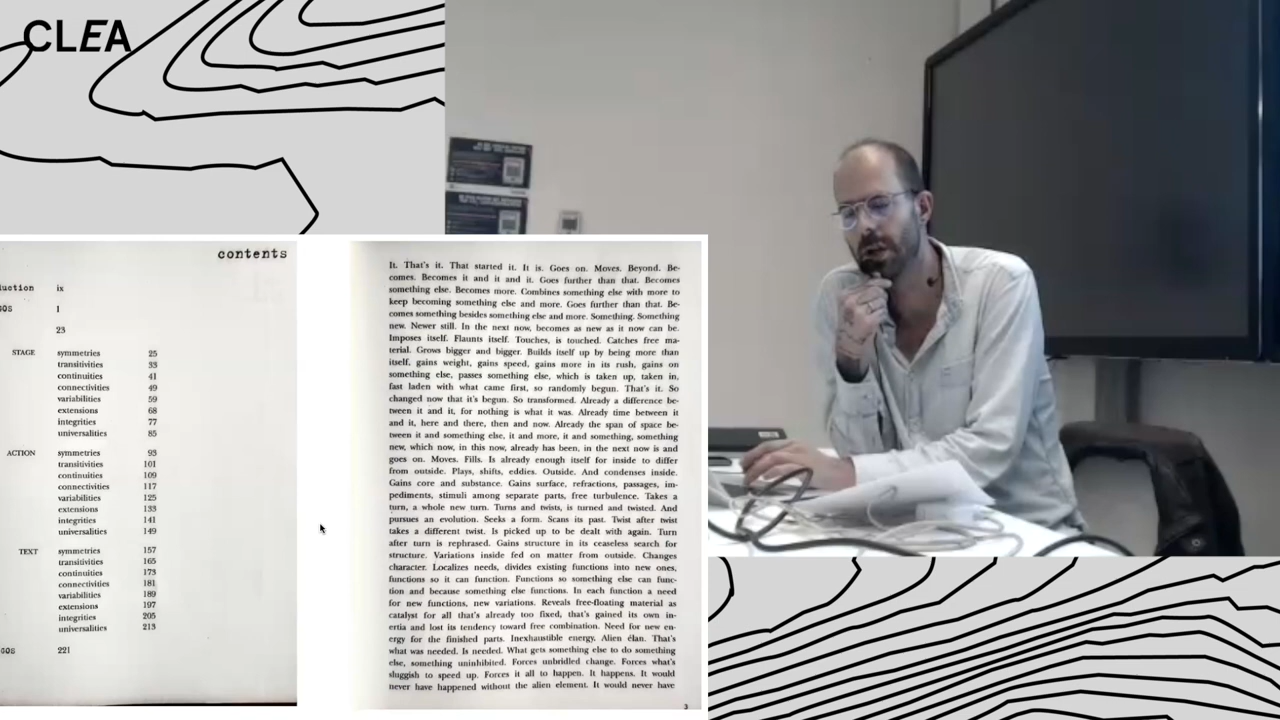 CLEA
contents
uction ix
GOS 1
23
STAGE symmetries 25
transitivities 33
continuities 41
connectivities 49
variabilities 59
extensions 68
integrities 77
universalities 85
ACTION symmetries 93
transitivities 101
continuities 109
connectivities 117
variabilities 125
extensions 133
integrities 141
universalities 149
TEXT symmetries 157
transitivities 165
continuities 173
connectivities 181
variabilities 189
extensions 197
integrities 205
universalities 213
GOS 221
It. That's it. That started it. It is. Goes on. Moves. Beyond. Be-
comes. Becomes it and it and it. Goes further than that. Becomes
something else. Becomes more. Combines something else with more to
keep becoming something else and more. Goes further than that. Be-
comes something besides something else and more. Something. Something
new. Newer still. In the next now, becomes as new as it now can be.
Imposes itself. Flaunts itself. Touches, is touched. Catches free ma-
terial. Grows bigger and bigger. Builds itself up by being more than
itself, gains weight, gains speed, gains more in its rush, gains on
something else, passes something else, which is taken up, taken in,
fast laden with what came first, so randomly begun. That's it. So
changed now that it's begun. So transformed. Already a difference be-
tween it and it, for nothing is what it was. Already time between it
and it, here and there, then and now. Already the span of space be-
tween it and something else, it and more, it and something, something
new, which now, in this now, already has been, in the next now is and
goes on. Moves. Fills. Is already enough itself for inside to differ
from outside. Plays, shifts, eddies. Outside. And condenses inside.
Gains core and substance. Gains surface, refractions, passages, im-
pediments, stimuli among separate parts, free turbulence. Takes a
turn, a whole new turn. Turns and twists, is turned and twisted. And
pursues an evolution. Seeks a form. Scans its past. Twist after twist
takes a different twist. Is picked up to be dealt with again. Turn
after turn is rephrased. Gains structure in its ceaseless search for
structure. Variations inside fed on matter from outside. Changes
character. Localizes needs, divides existing functions into new ones,
functions so it can function. Functions so something else can func-
tion and because something else functions. In each function a need
for new functions, new variations. Reveals free-floating material as
catalyst for all that's already too fixed, that's gained its own in-
ertia and lost its tendency toward free combination. Need for new en-
ergy for the finished parts. Inexhaustible energy. Alien élan. That's
what was needed. Is needed. What gets something else to do something
else, something uninhibited. Forces unbridled change. Forces what's
sluggish to speed up. Forces it all to happen. It happens. It would
never have happened without the alien element. It would never have
3